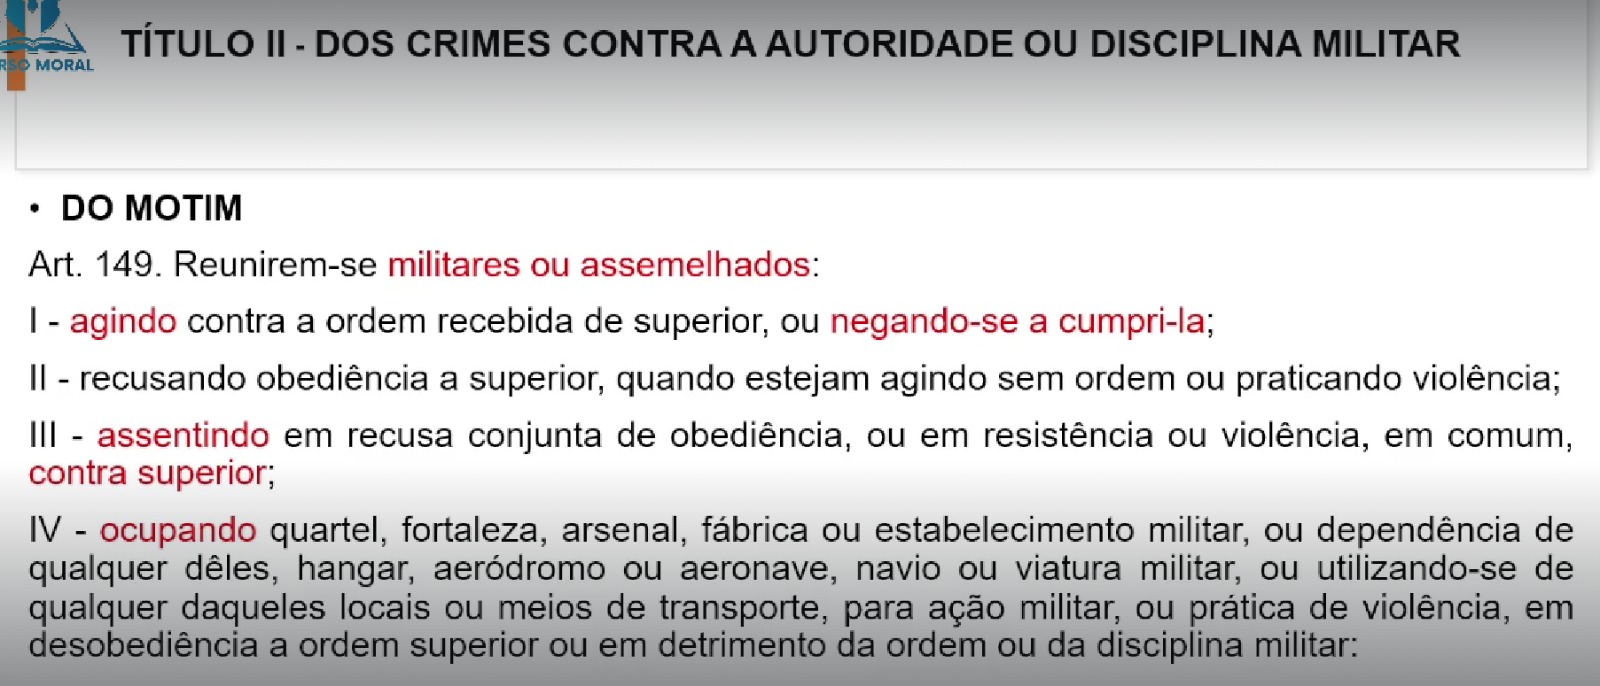 TÍTULO II - DOS CRIMES CONTRA A AUTORIDADE OU DISCIPLINA MILITAR
RSO MORAL
• DO MOTIM
Art. 149. Reunirem-se militares ou assemelhados:
I - agindo contra a ordem recebida de superior, ou negando-se a cumpri-la;
II - recusando obediência a superior, quando estejam agindo sem ordem ou praticando violência;
III - assentindo em recusa conjunta de obediência, ou em resistência ou violência, em comum,
contra superior;
IV - ocupando quartel, fortaleza, arsenal, fábrica ou estabelecimento militar, ou dependência de
qualquer dêles, hangar, aeródromo ou aeronave, navio ou viatura militar, ou utilizando-se de
qualquer daqueles locais ou meios de transporte, para ação militar, ou prática de violência, em
desobediência a ordem superior ou em detrimento da ordem ou da disciplina militar: